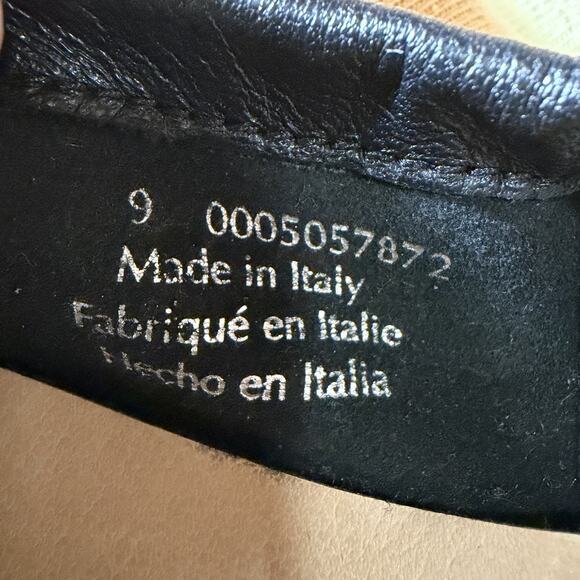 9 0005057872
Made in Italy
Fabriqué en Italie
Hecho en Italia